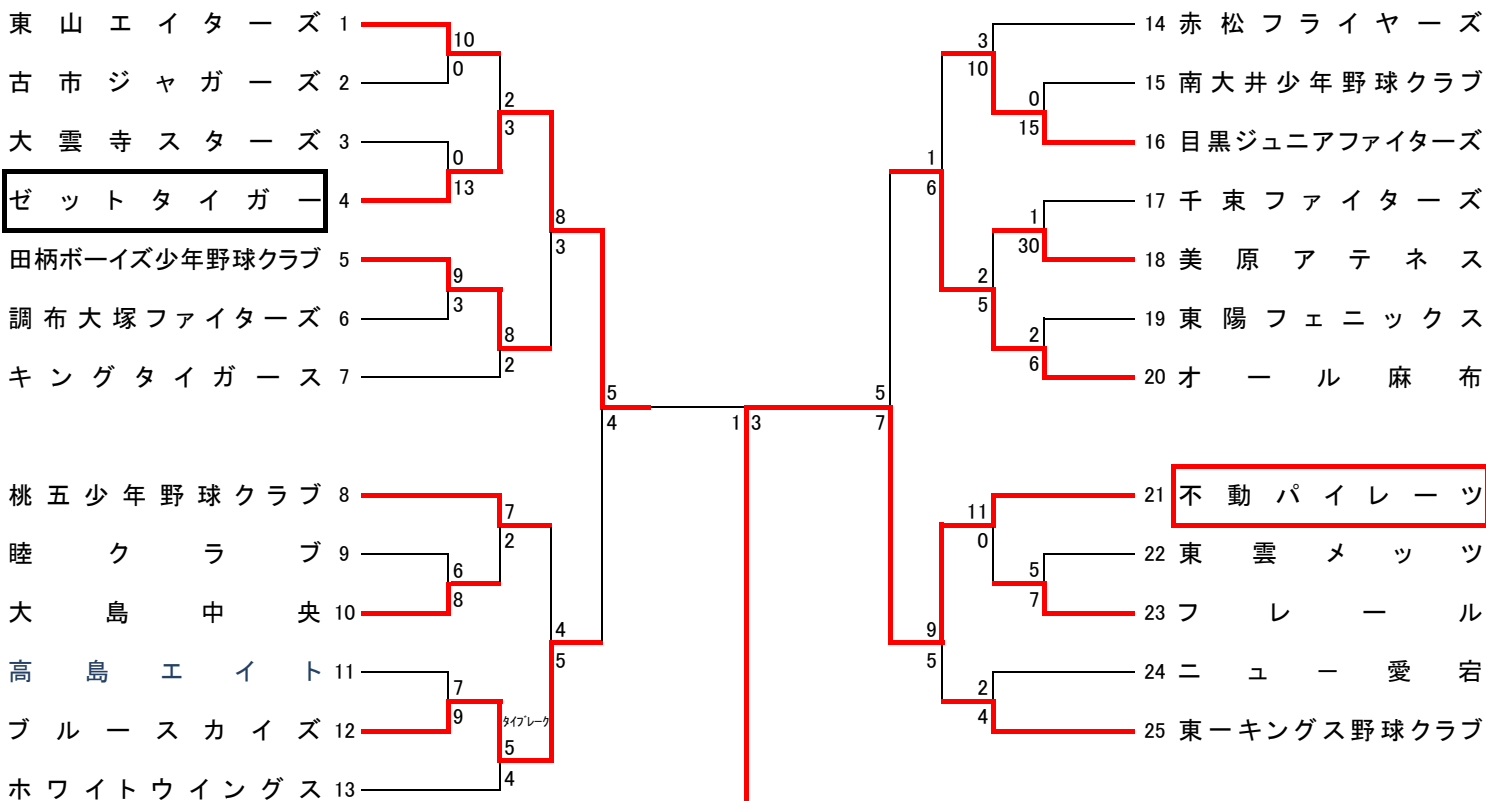 東山エイターズ 1
古市ジャガーズ 2
大雲寺スターズ 3
ゼットタイガー 4
田柄ボーイズ少年野球クラブ 5
調布大塚ファイターズ 6
キングタイガース 7
桃五少年野球クラブ 8
睦クラブ 9
大島中央 10
高島エイト 11
ブルースカイズ 12
ホワイトウイングス 13
10
0
0
13
9
3
6
8
7
9
2
3
8
2
7
2
タイブレーク
5
4
8
3
4
5
5
4
1 3
5
7
1
6
9
5
3
10
2
5
11
0
2
4
0
15
1
30
2
6
5
7
14 赤松フライヤーズ
15 南大井少年野球クラブ
16 目黒ジュニアファイターズ
17 千束ファイターズ
18 美原アテネス
19 東陽フェニックス
20 オール麻布
21 不動パイレーツ
22 東雲メッツ
23 フレール
24 ニュー愛宕
25 東一キングス野球クラブ